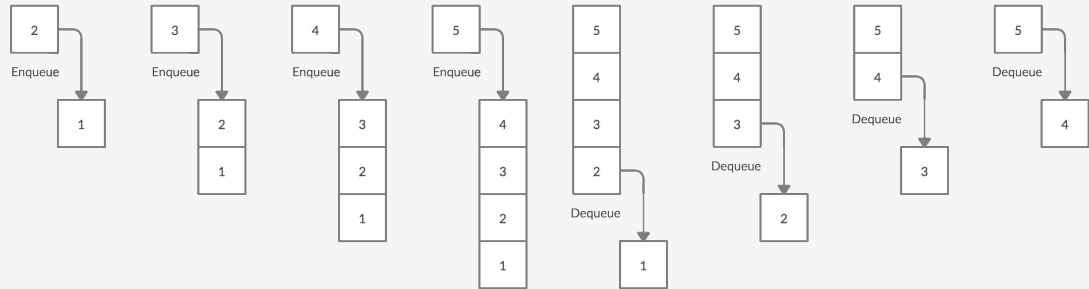 2 3 4 5 5 5 5 5
Enqueue Enqueue Enqueue Enqueue 4 4 4 Dequeue
1 2 3 4 3 3 Dequeue 4
1 2 3 2 Dequeue 3
1 2 Dequeue 2
1 1